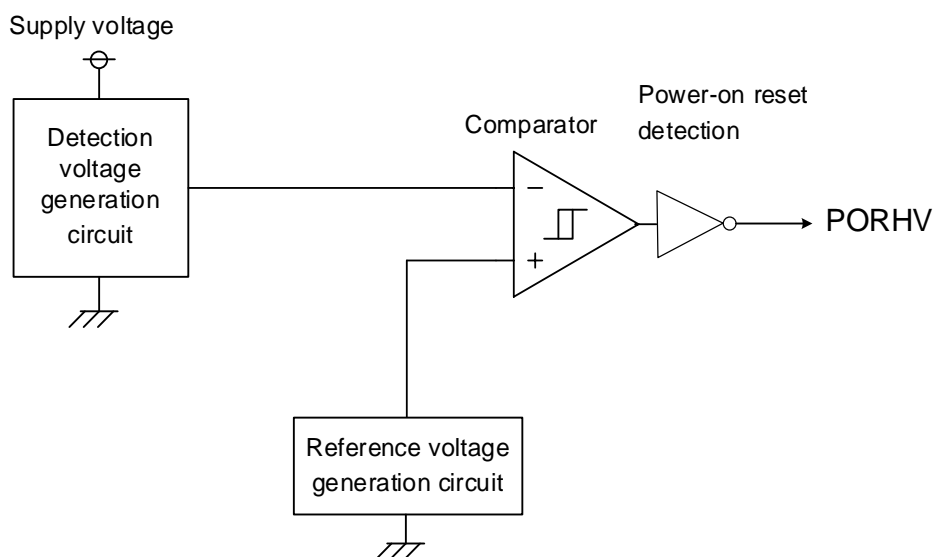 Supply voltage
Detection
voltage
generation
circuit
Comparator
Power-on reset
detection
−
+
PORHV
Reference voltage
generation circuit